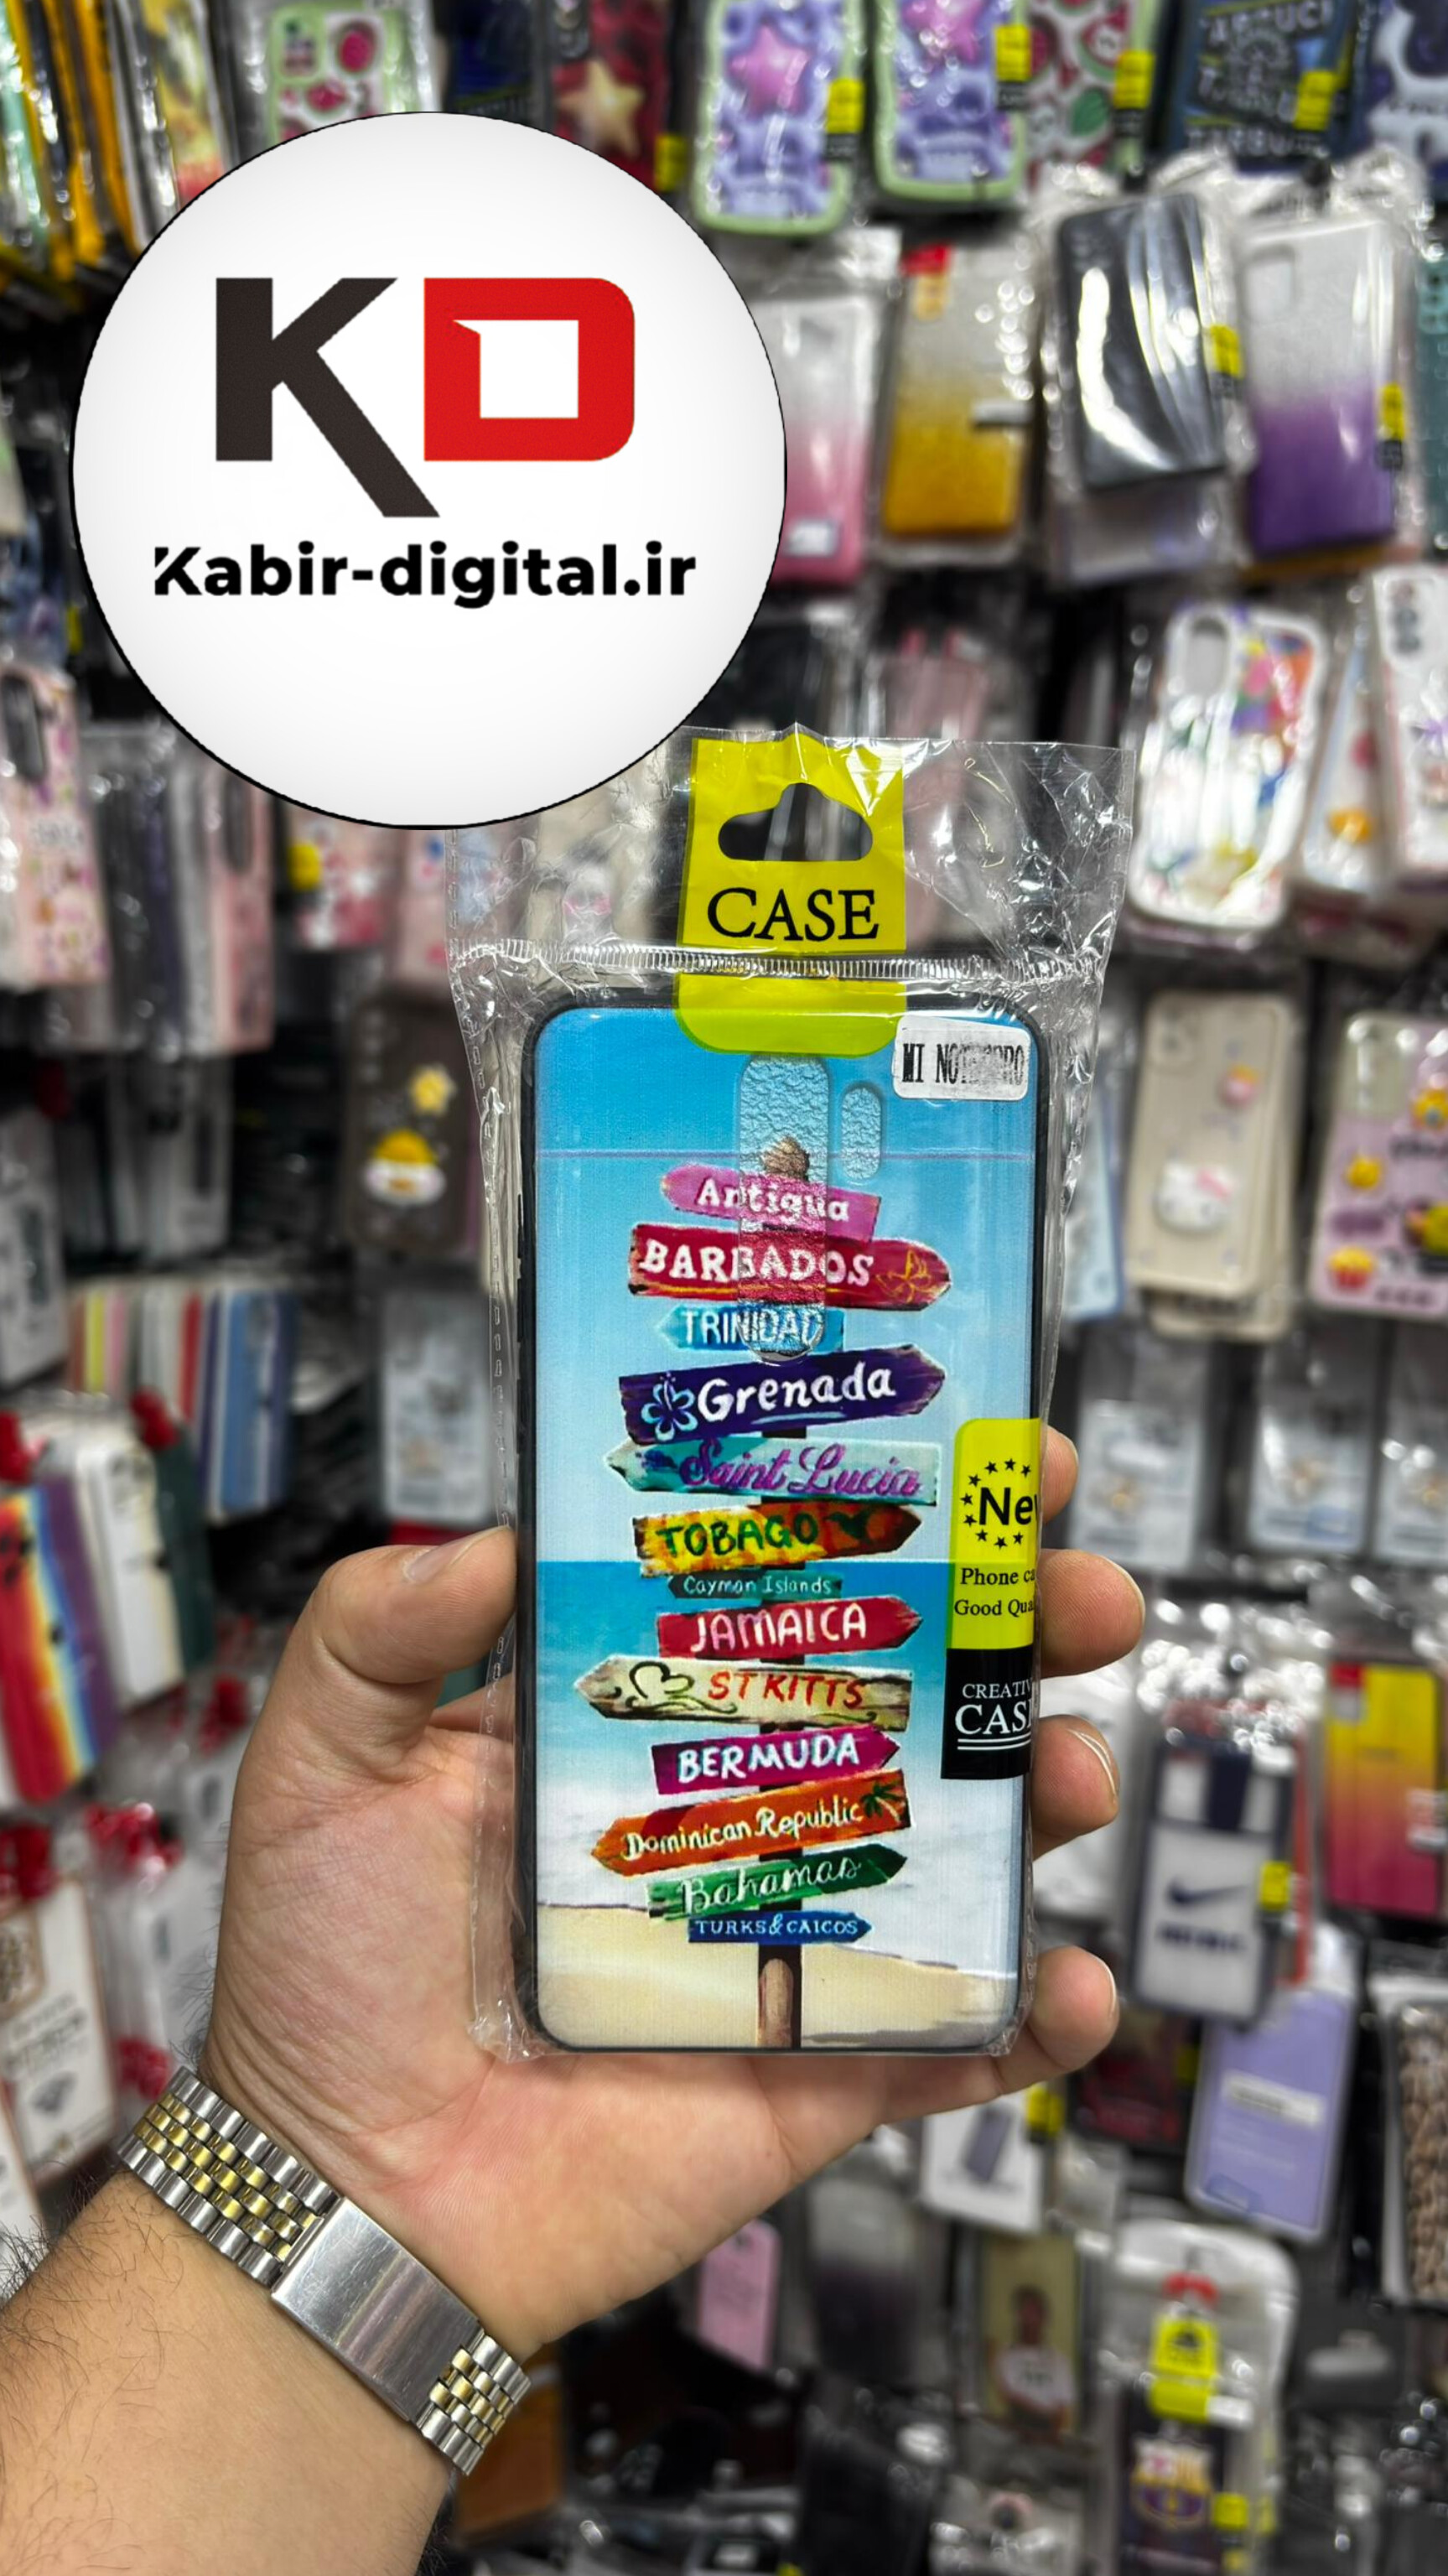 KD
Kabir-digital.ir
CASE
Antigua
BARBADOS
TRINIDAD
Grenada
Saint Lucia
TOBAGO
Cayman Islands
JAMAICA
ST KITTS
BERMUDA
Dominican Republic
Bahamas
TURKS & CAICOS
Ne
Phone ca
Good Qua
CREATIV
CAS